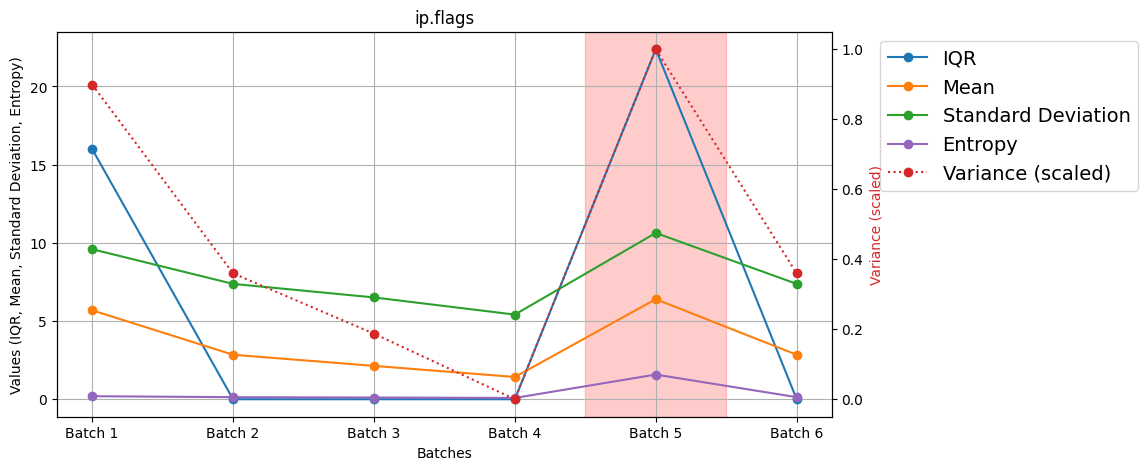 ip.flags
Values (IQR, Mean, Standard Deviation, Entropy)
20
15
10
5
0
1.0
0.8
0.6
0.4
0.2
0.0
Variance (scaled)
Batch 1 Batch 2 Batch 3 Batch 4 Batch 5 Batch 6
Batches
IQR
Mean
Standard Deviation
Entropy
Variance (scaled)